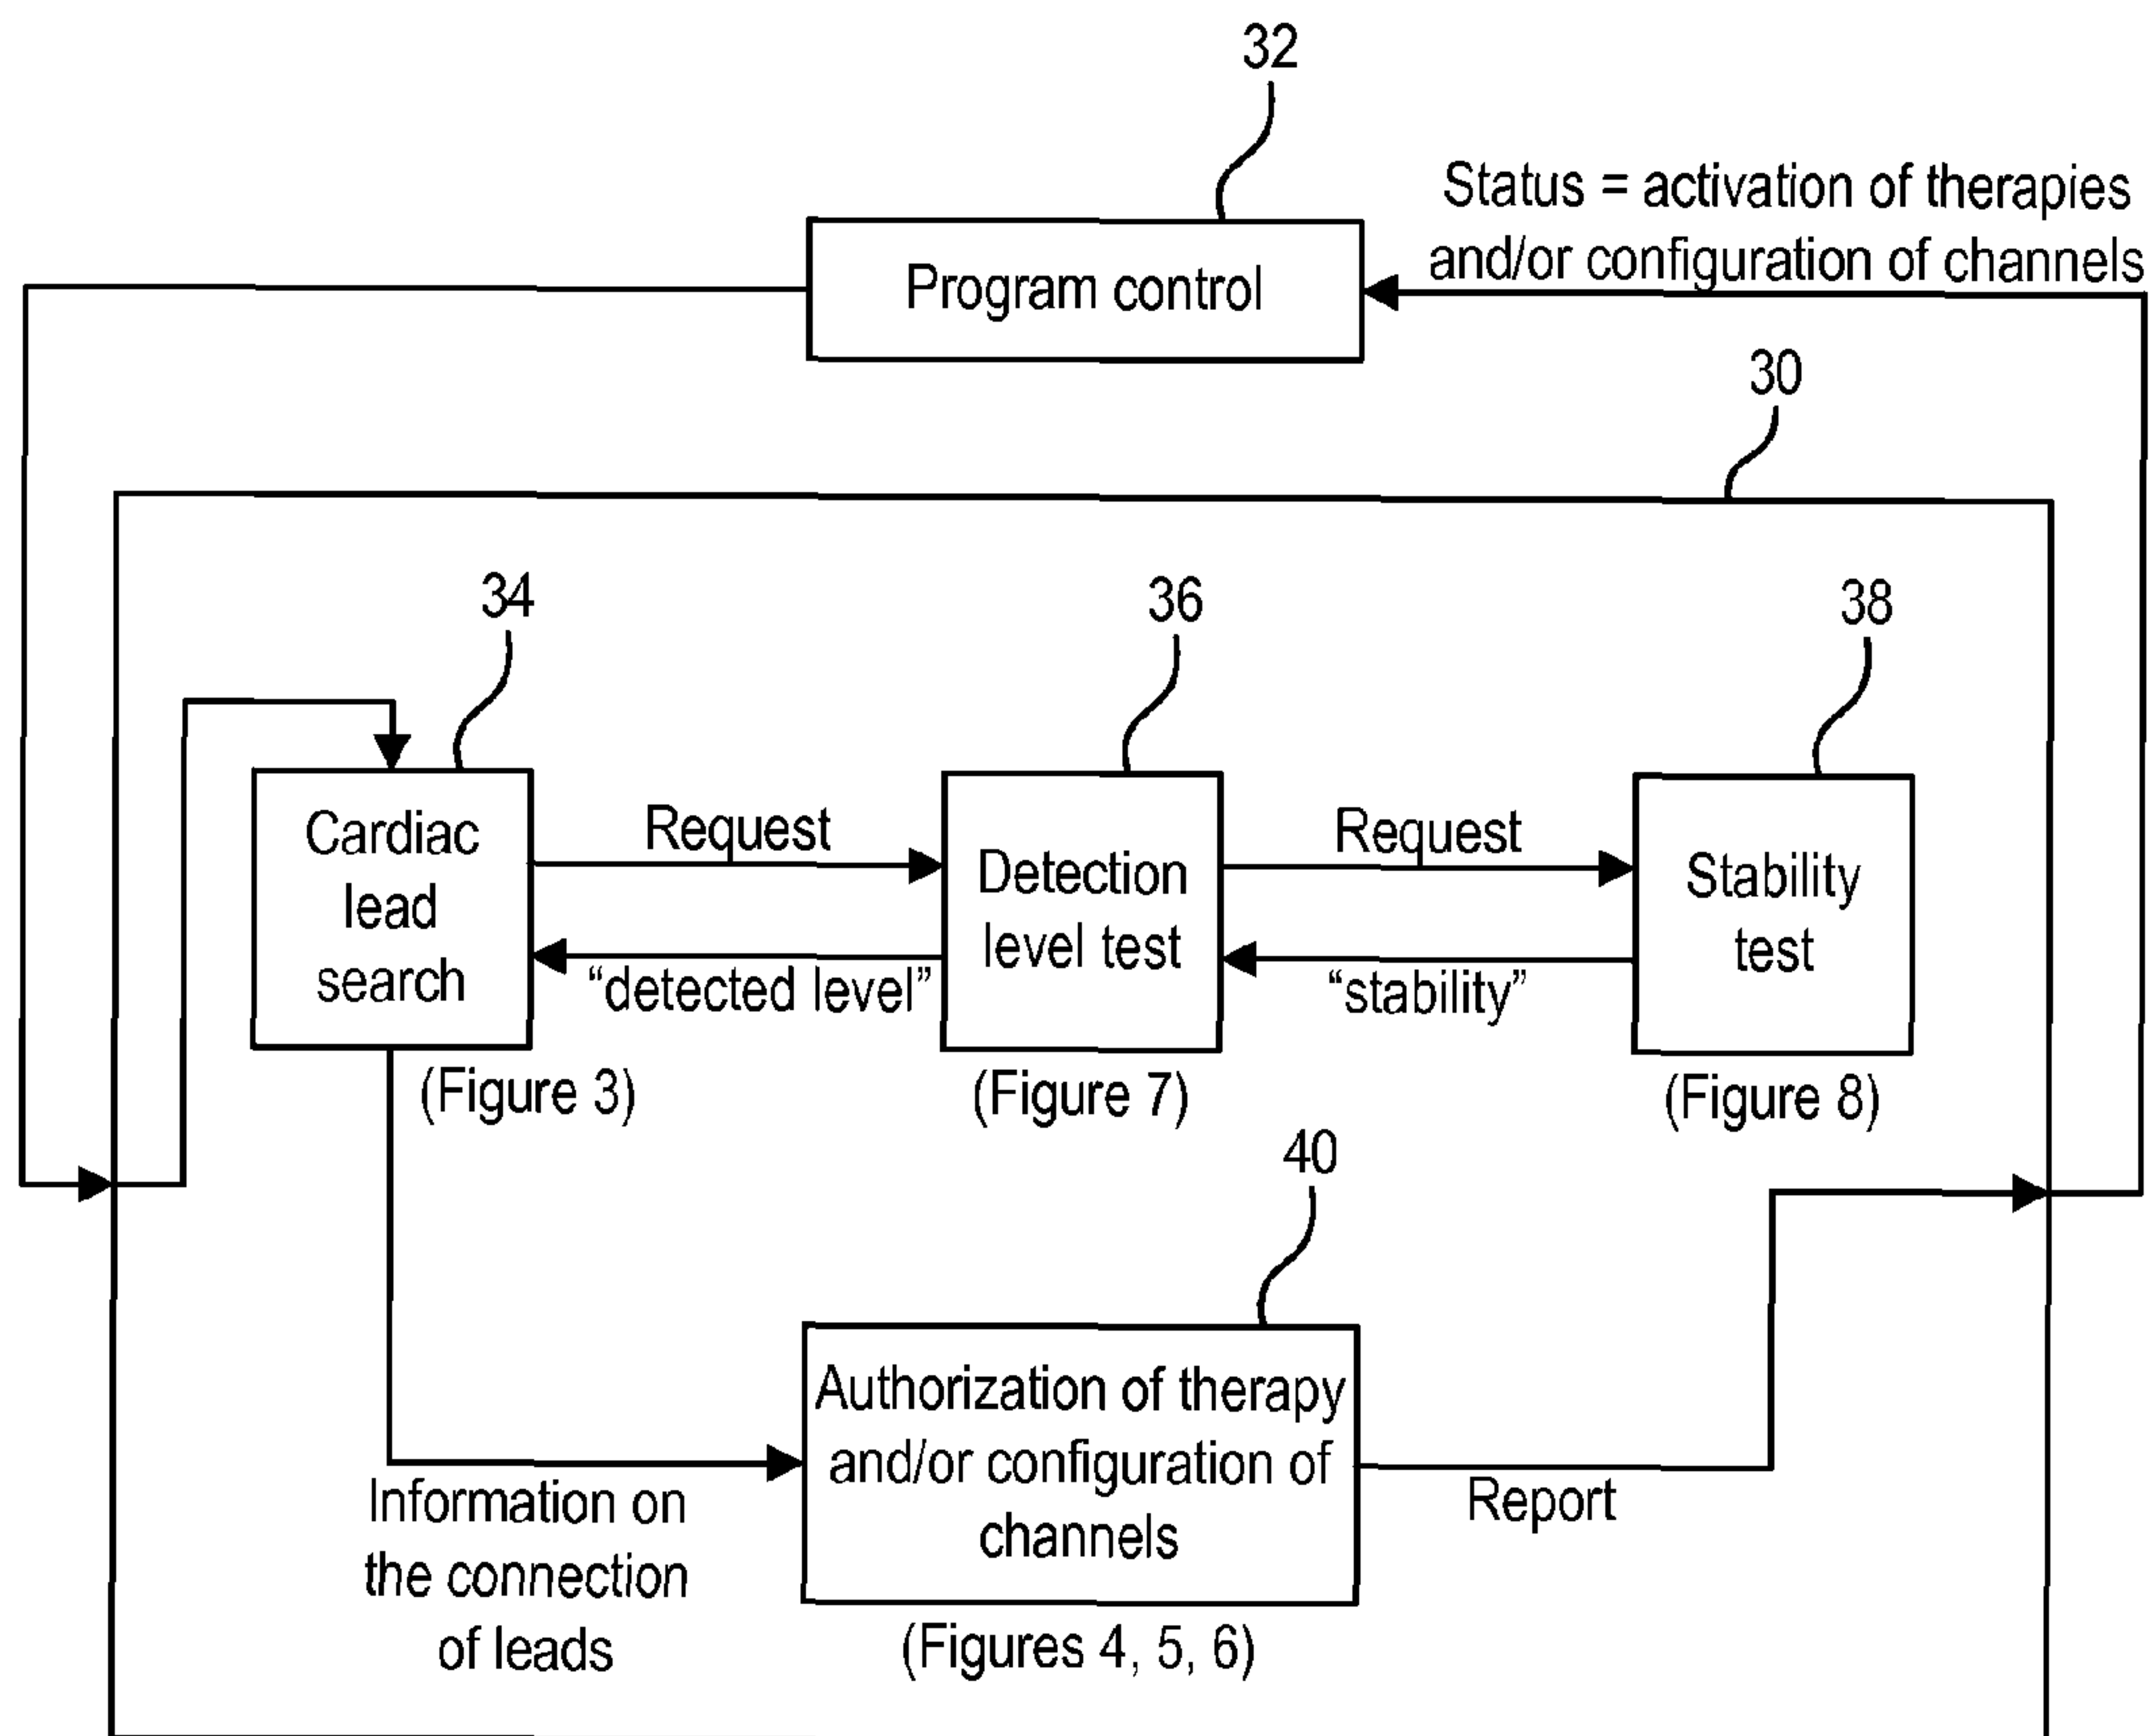 32
Status = activation of therapies
and/or configuration of channels
Program control
30
34
36
38
Cardiac
lead
search
Request
"detected level"
Detection
level test
Request
"stability"
Stability
test
(Figure 3)
(Figure 7)
(Figure 8)
40
Information on
the connection
of leads
Authorization of therapy
and/or configuration of
channels
Report
(Figures 4, 5, 6)